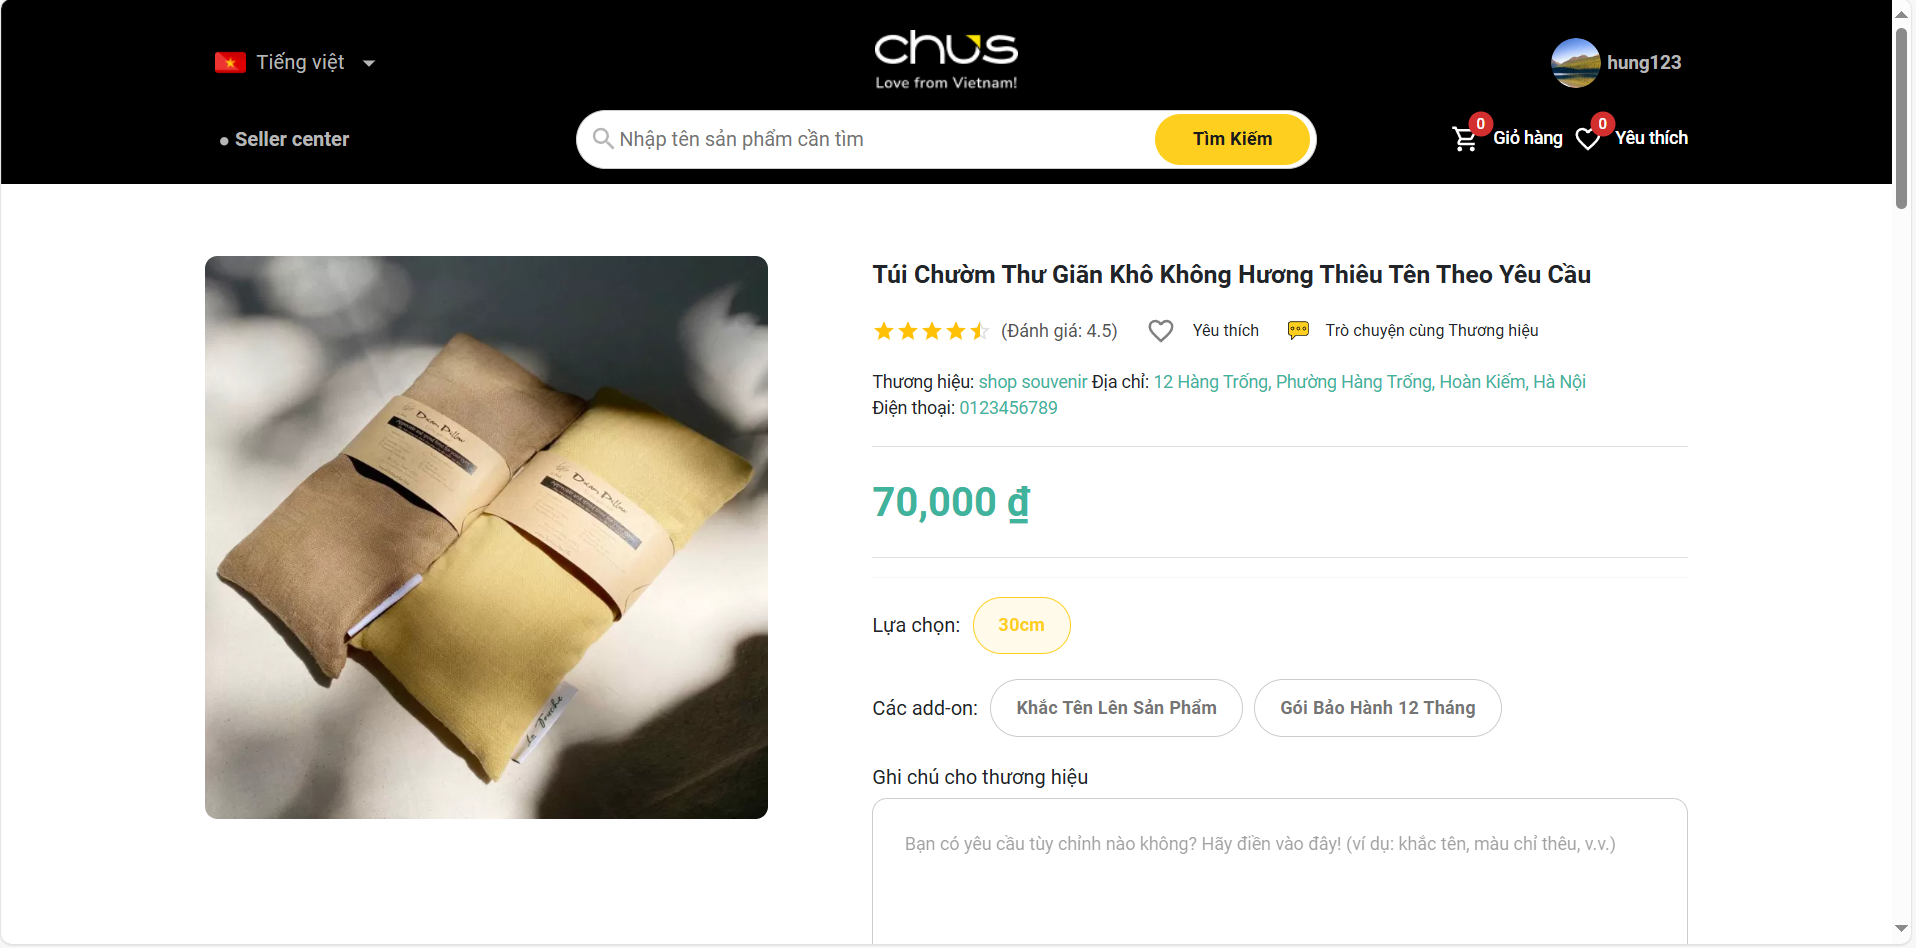 Tiếng việt
chus
Love from Vietnam!
hung123
● Seller center
Nhập tên sản phẩm cần tìm
Tìm Kiếm
0
Giỏ hàng
0
Yêu thích
Túi Chườm Thư Giãn Khô Không Hương Thiêu Tên Theo Yêu Cầu
(Đánh giá: 4.5)
Yêu thích
Trò chuyện cùng Thương hiệu
Thương hiệu: shop souvenir Địa chỉ: 12 Hàng Trống, Phường Hàng Trống, Hoàn Kiếm, Hà Nội
Điện thoại: 0123456789
70,000 ₫
Lựa chọn:
30cm
Các add-on:
Khắc Tên Lên Sản Phẩm
Gói Bảo Hành 12 Tháng
Ghi chú cho thương hiệu
Bạn có yêu cầu tùy chỉnh nào không? Hãy điền vào đây! (ví dụ: khắc tên, màu chỉ thêu, v.v.)
Dream Pillow
Dream Pillow
La Touche